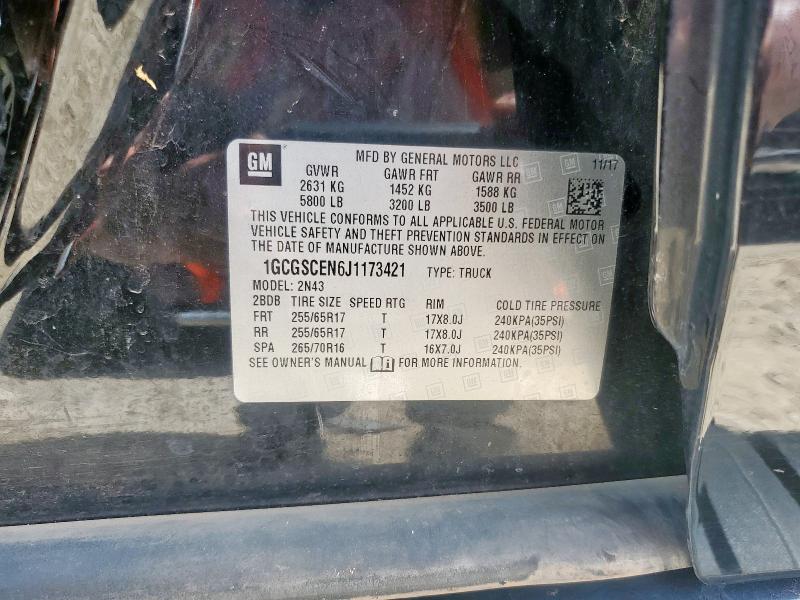 GM
MFD BY GENERAL MOTORS LLC 11/17
GVWR GAWR FRT GAWR RR
2631 KG 1452 KG 1588 KG
5800 LB 3200 LB 3500 LB
THIS VEHICLE CONFORMS TO ALL APPLICABLE U.S. FEDERAL MOTOR
VEHICLE SAFETY AND THEFT PREVENTION STANDARDS IN EFFECT ON
THE DATE OF MANUFACTURE SHOWN ABOVE.
1GCGSCEN6J1173421 TYPE: TRUCK
MODEL: 2N43
2BDB TIRE SIZE SPEED RTG RIM COLD TIRE PRESSURE
FRT 255/65R17 T 17X8.0J 240KPA(35PSI)
RR 255/65R17 T 17X8.0J 240KPA(35PSI)
SPA 265/70R16 T 16X7.0J 240KPA(35PSI)
SEE OWNER'S MANUAL FOR MORE INFORMATION.